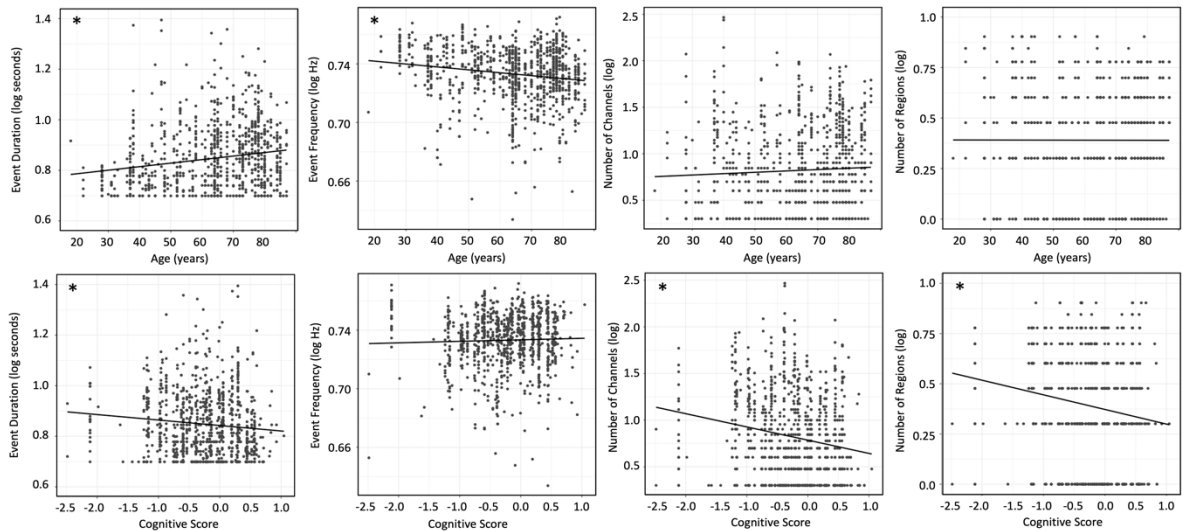 *
Event Duration (log seconds)
1.4
1.2
1.0
0.8
0.6
20 30 40 50 60 70 80
Age (years)
*
Event Frequency (log Hz)
0.74
0.70
0.66
20 30 40 50 60 70 80
Age (years)
Number of Channels (log)
2.5
2.0
1.5
1.0
0.5
20 30 40 50 60 70 80
Age (years)
Number of Regions (log)
1.0
0.75
0.5
0.25
0.0
20 30 40 50 60 70 80
Age (years)
*
Event Duration (log seconds)
1.4
1.2
1.0
0.8
0.6
-2.5 -2.0 -1.5 -1.0 -0.5 0.0 0.5 1.0
Cognitive Score
Event Frequency (log Hz)
0.74
0.70
0.66
-2.5 -2.0 -1.5 -1.0 -0.5 0.0 0.5 1.0
Cognitive Score
*
Number of Channels (log)
2.5
2.0
1.5
1.0
0.5
-2.5 -2.0 -1.5 -1.0 -0.5 0.0 0.5 1.0
Cognitive Score
*
Number of Regions (log)
1.0
0.75
0.5
0.25
0.0
-2.5 -2.0 -1.5 -1.0 -0.5 0.0 0.5 1.0
Cognitive Score